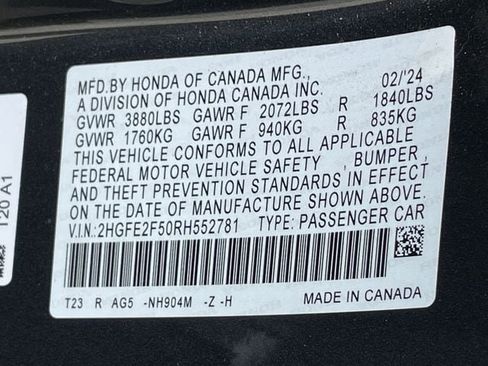 MFD.BY HONDA OF CANADA MFG., 02/'24
A DIVISION OF HONDA CANADA INC.
GVWR 3880LBS GAWR F 2072LBS R 1840LBS
GVWR 1760KG GAWR F 940KG R 835KG
THIS VEHICLE CONFORMS TO ALL APPLICABLE
FEDERAL MOTOR VEHICLE SAFETY , BUMPER,
AND THEFT PREVENTION STANDARDS IN EFFECT
ON THE DATE OF MANUFACTURE SHOWN ABOVE.
V.I.N:2HGFE2F50RH552781 TYPE: PASSENGER CAR
T23 R AG5 -NH904M -Z -H
MADE IN CANADA
T20 A1